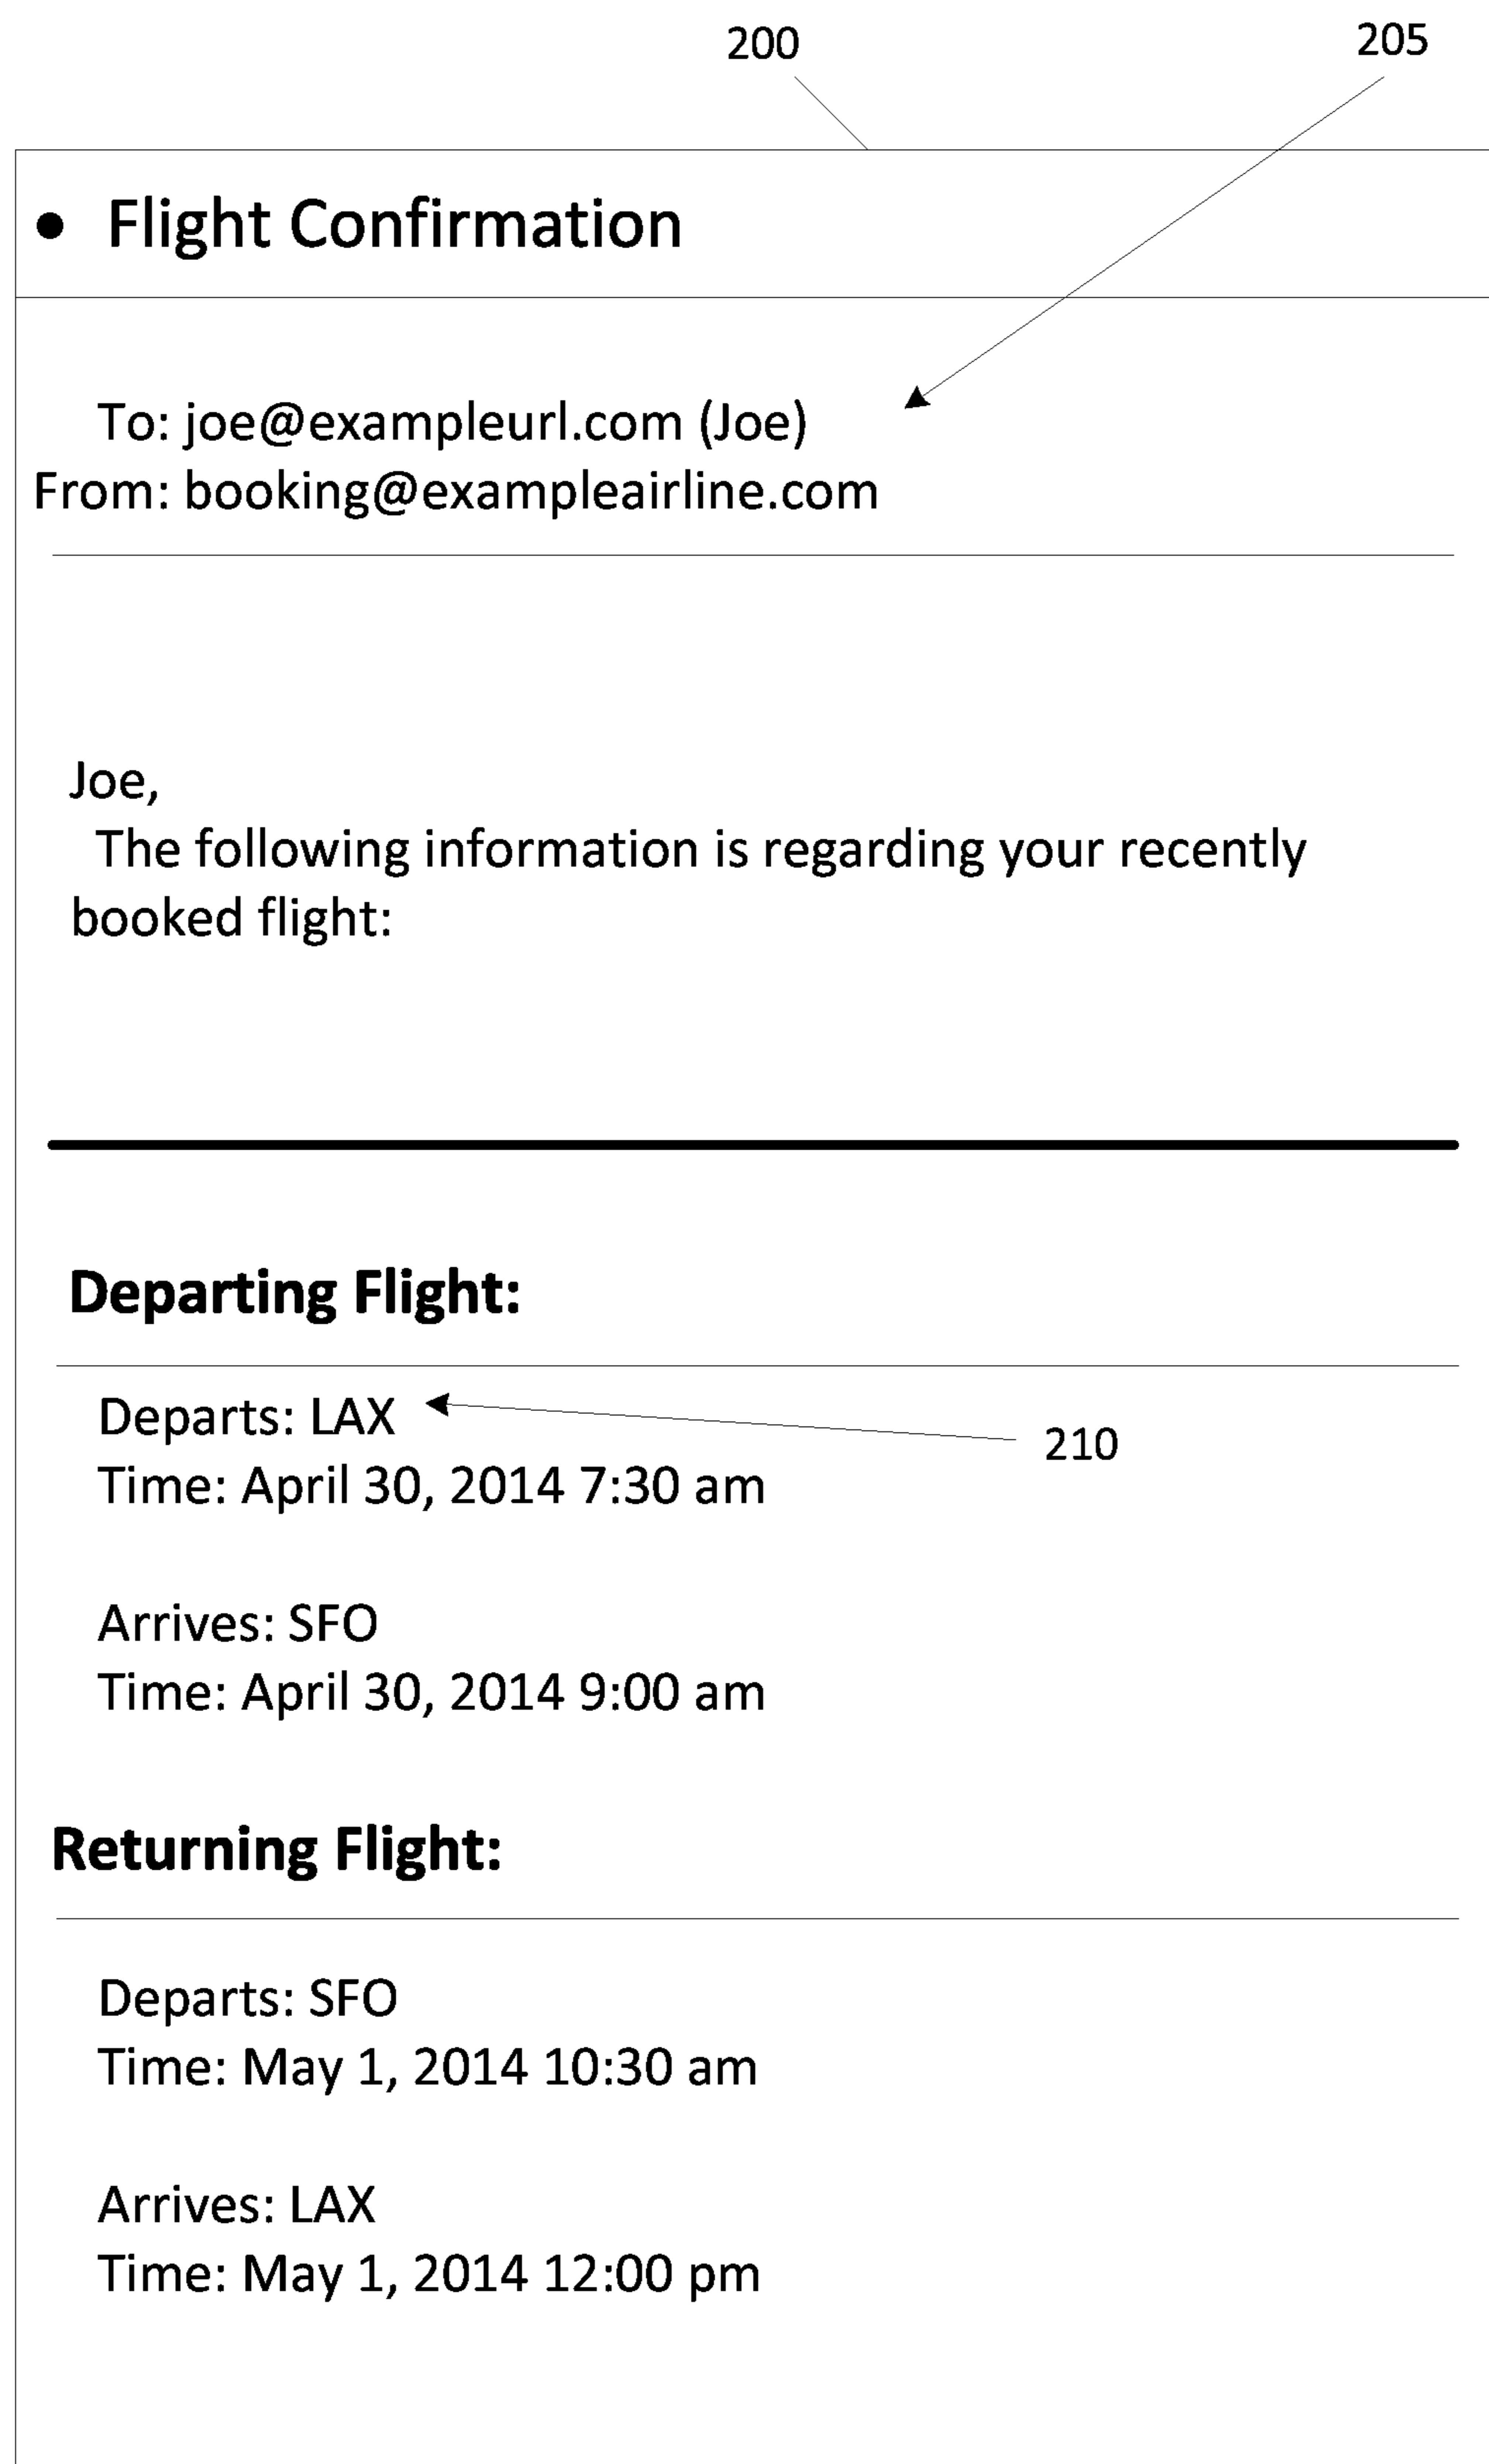 200
205
• Flight Confirmation
To: joe@exampleurl.com (Joe)
From: booking@exampleairline.com
Joe,
The following information is regarding your recently
booked flight:
Departing Flight:
Departs: LAX
210
Time: April 30, 2014 7:30 am
Arrives: SFO
Time: April 30, 2014 9:00 am
Returning Flight:
Departs: SFO
Time: May 1, 2014 10:30 am
Arrives: LAX
Time: May 1, 2014 12:00 pm